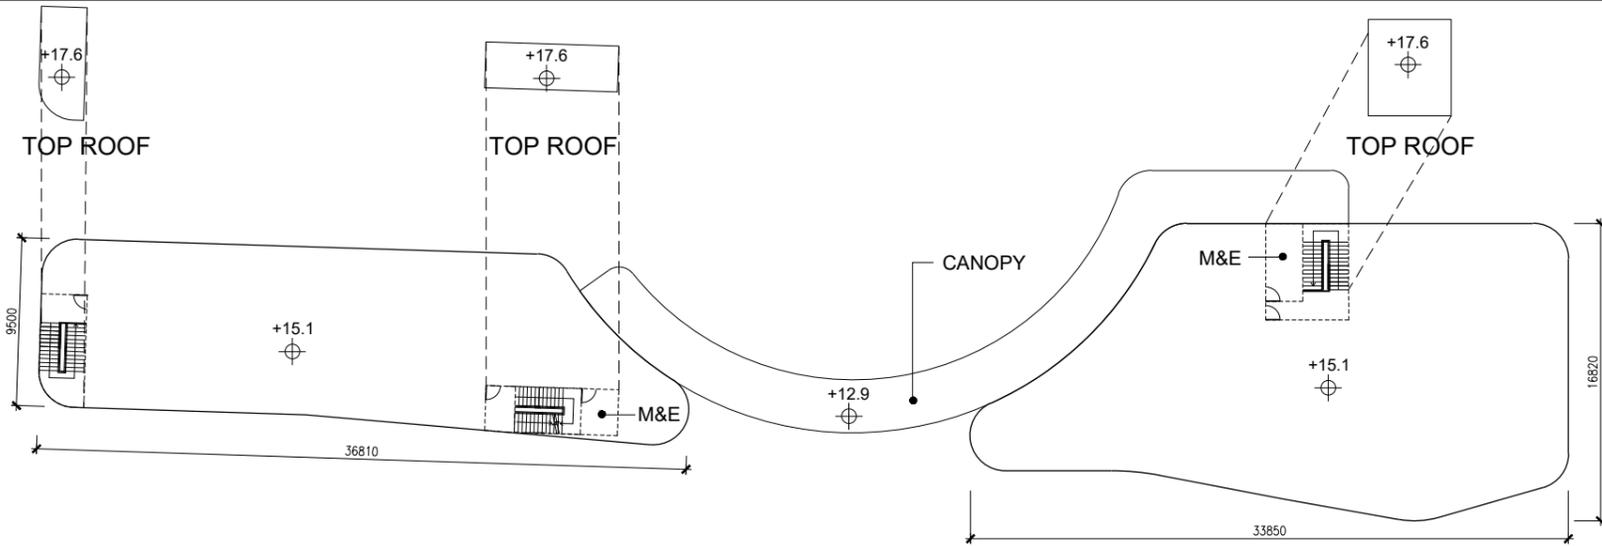 +17.6
+17.6
+17.6
TOP ROOF
TOP ROOF
TOP ROOF
M&E
CANOPY
9500
+15.1
+15.1
16820
+12.9
M&E
36810
33850